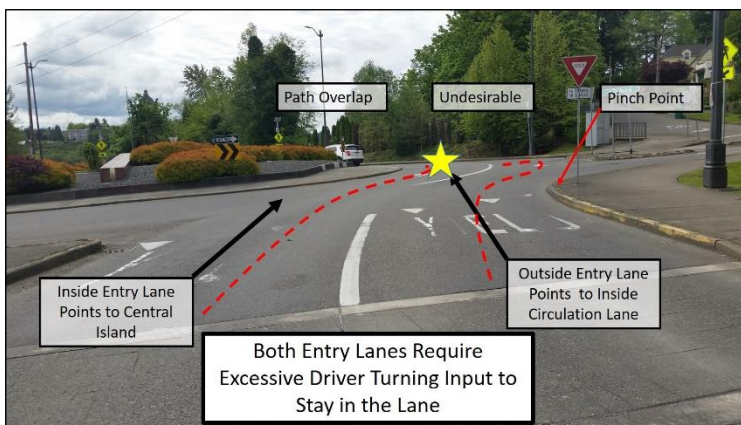 Path Overlap
Undesirable
Pinch Point
YIELD
Inside Entry Lane
Points to Central
Island
Outside Entry Lane
Points to Inside
Circulation Lane
Both Entry Lanes Require
Excessive Driver Turning Input to
Stay in the Lane